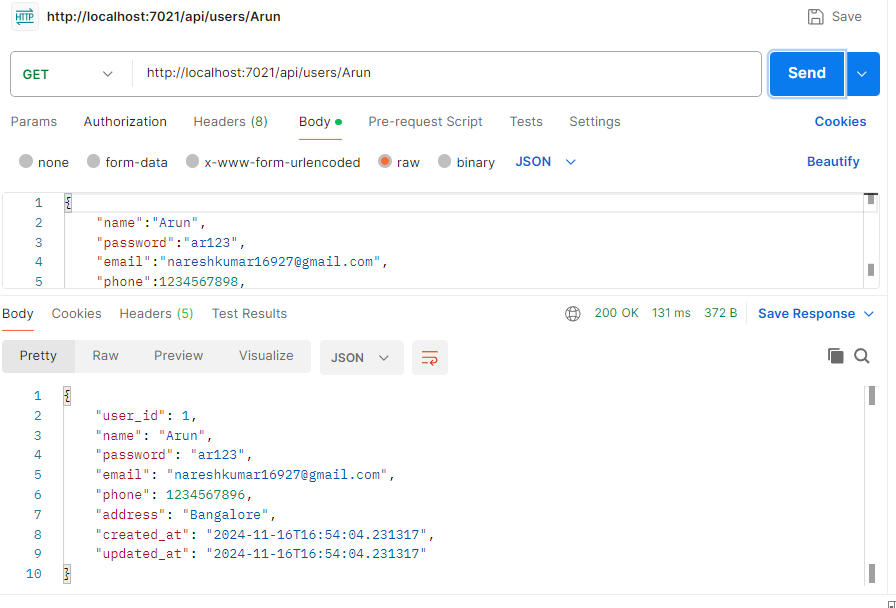 HTTP http://localhost:7021/api/users/Arun Save
GET http://localhost:7021/api/users/Arun Send
Params Authorization Headers (8) Body Pre-request Script Tests Settings Cookies
none form-data x-www-form-urlencoded raw binary JSON Beautify
1 {
2 "name":"Arun",
3 "password":"ar123",
4 "email":"nareshkumar16927@gmail.com",
5 "phone":1234567898,
Body Cookies Headers (5) Test Results 200 OK 131 ms 372 B Save Response
Pretty Raw Preview Visualize JSON
1 {
2 "user_id": 1,
3 "name": "Arun",
4 "password": "ar123",
5 "email": "nareshkumar16927@gmail.com",
6 "phone": 1234567896,
7 "address": "Bangalore",
8 "created_at": "2024-11-16T16:54:04.231317",
9 "updated_at": "2024-11-16T16:54:04.231317"
10 }